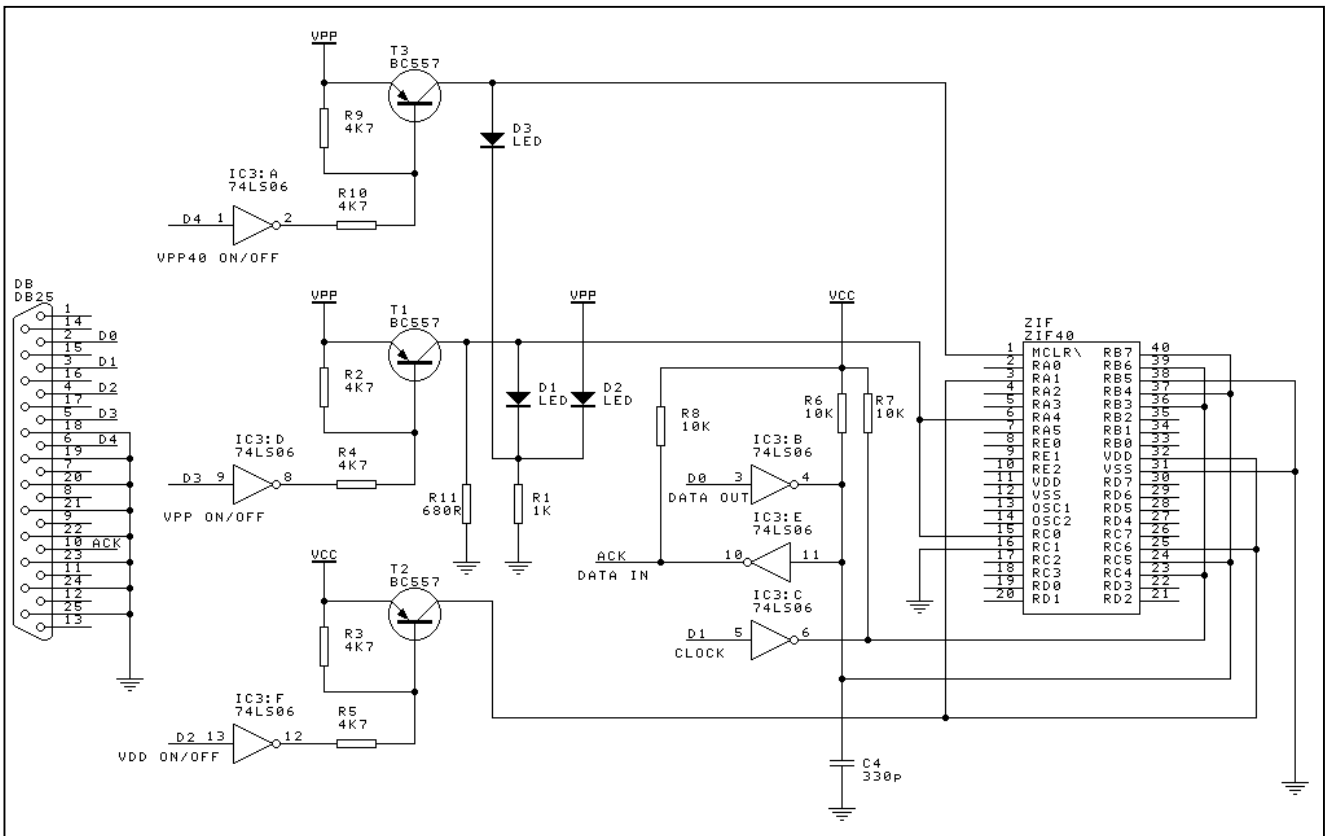 VPP
T3
BC557
R9
4K7
D3
LED
IC3:A
74LS06
R10
4K7
D4 1 2
VPP40 ON/OFF
DB
DB25
1
14
2 D0
15
3 D1
16
4 D2
17
5 D3
18
6 D4
19
7
20
8
21
9
22
10 ACK
23
11
24
12
25
13
VPP
T1
BC557
R2
4K7
IC3:D
74LS06
R4
4K7
D3 9 8
VPP ON/OFF
VPP
D1
LED
D2
LED
R11
680R
R1
1K
VCC
T2
BC557
R3
4K7
IC3:F
74LS06
R5
4K7
D2 13 12
VDD ON/OFF
VCC
R8
10K
R6
10K
R7
10K
IC3:B
74LS06
D0 3 4
DATA OUT
IC3:E
74LS06
ACK 10 11
DATA IN
IC3:C
74LS06
D1 5 6
CLOCK
C4
330p
ZIF
ZIF40
1 MCLR\ RB7 40
2 RA0 RB6 39
3 RA1 RB5 38
4 RA2 RB4 37
5 RA3 RB3 36
6 RA4 RB2 35
7 RA5 RB1 34
8 RE0 RB0 33
9 RE1 VDD 32
10 RE2 VSS 31
11 VDD RD7 30
12 VSS RD6 29
13 OSC1 RD5 28
14 OSC2 RD4 27
15 RC0 RC7 26
16 RC1 RC6 25
17 RC2 RC5 24
18 RC3 RC4 23
19 RD0 RD3 22
20 RD1 RD2 21